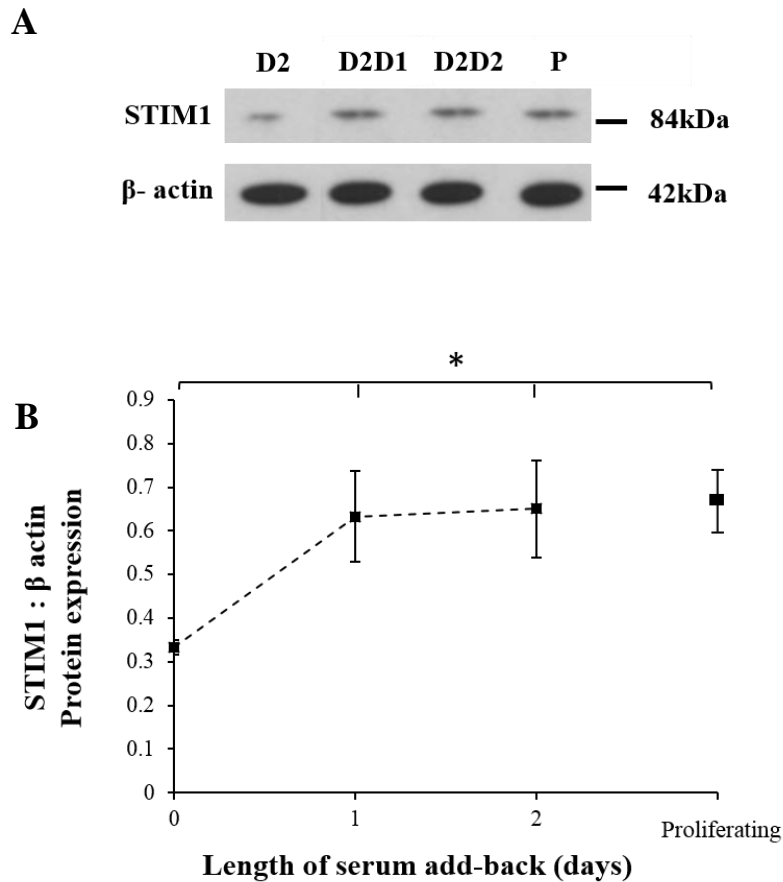 A
D2 D2D1 D2D2 P
STIM1
84kDa
β- actin
42kDa
B
*
STIM1 : β actin
Protein expression
0.9
0.8
0.7
0.6
0.5
0.4
0.3
0.2
0.1
0
0 1 2 Proliferating
Length of serum add-back (days)